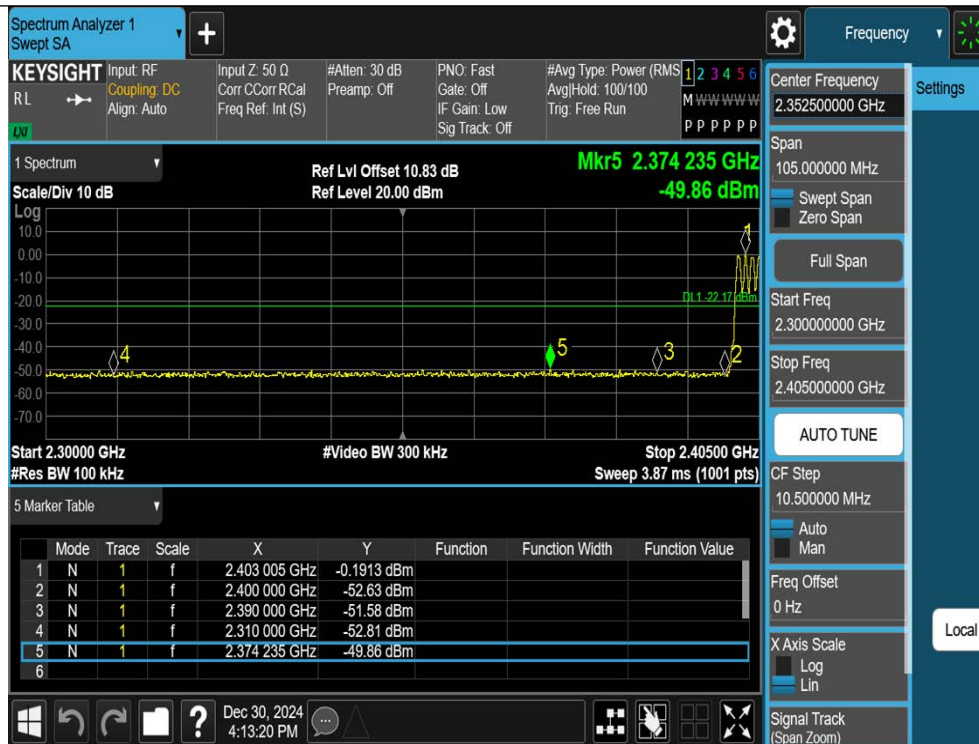 Spectrum Analyzer 1
Swept SA
Frequency
KEYSIGHT
RL
LXI
Input: RF
Coupling: DC
Align: Auto
Input Z: 50 Ω
Corr CCorr RCal
Freq Ref: Int (S)
#Atten: 30 dB
Preamp: Off
PNO: Fast
Gate: Off
IF Gain: Low
Sig Track: Off
#Avg Type: Power (RMS
Avg|Hold: 100/100
Trig: Free Run
1 2 3 4 5 6
M W W W W W
P P P P P P
1 Spectrum
Scale/Div 10 dB
Ref Lvl Offset 10.83 dB
Ref Level 20.00 dBm
Mkr5 2.374 235 GHz
-49.86 dBm
Log
10.0
0.00
-10.0
-20.0
-30.0
-40.0
-50.0
-60.0
-70.0
1
DL1 -22.17 dBm
4
5
3
2
Start 2.30000 GHz
#Video BW 300 kHz
Stop 2.40500 GHz
#Res BW 100 kHz
Sweep 3.87 ms (1001 pts)
5 Marker Table
Mode Trace Scale X Y Function Function Width Function Value
1 N 1 f 2.403 005 GHz -0.1913 dBm
2 N 1 f 2.400 000 GHz -52.63 dBm
3 N 1 f 2.390 000 GHz -51.58 dBm
4 N 1 f 2.310 000 GHz -52.81 dBm
5 N 1 f 2.374 235 GHz -49.86 dBm
6
Dec 30, 2024
4:13:20 PM
Center Frequency
2.352500000 GHz
Span
105.000000 MHz
Swept Span
Zero Span
Full Span
Start Freq
2.300000000 GHz
Stop Freq
2.405000000 GHz
AUTO TUNE
CF Step
10.500000 MHz
Auto
Man
Freq Offset
0 Hz
X Axis Scale
Log
Lin
Signal Track
(Span Zoom)
Settings
Local